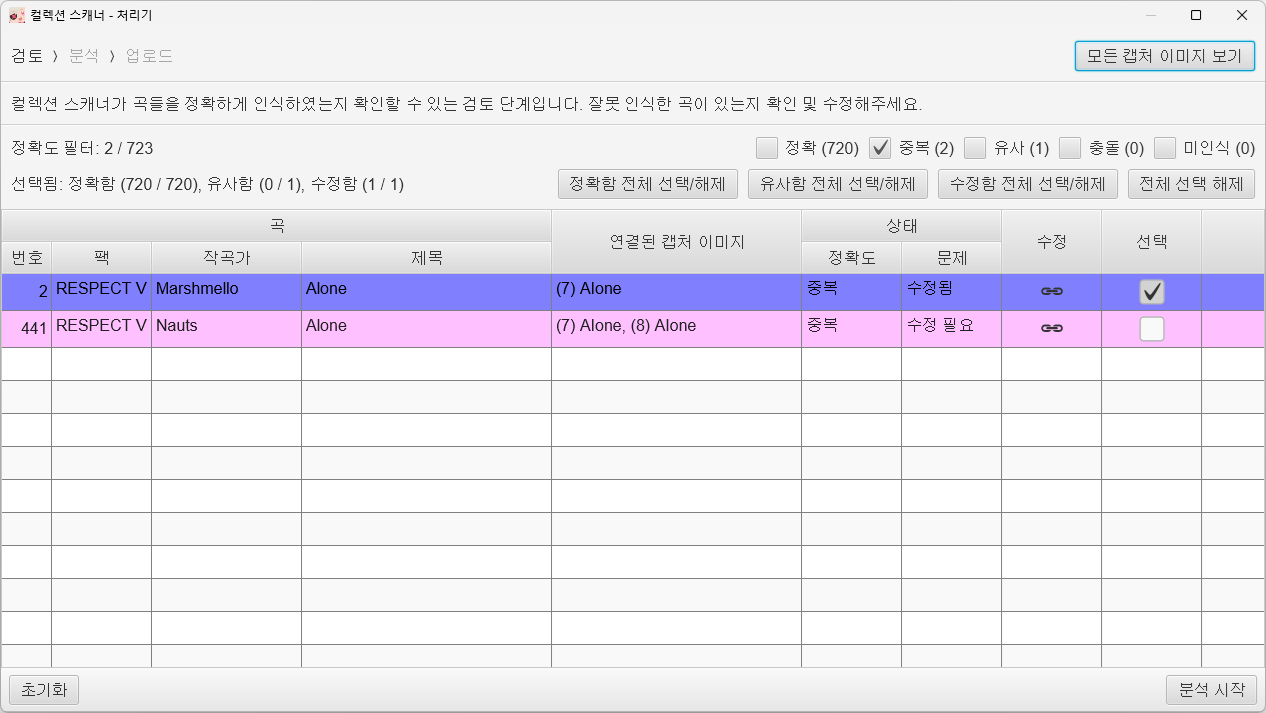 컬렉션 스캐너 - 처리기
검토 〉 분석 〉 업로드
모든 캡처 이미지 보기
컬렉션 스캐너가 곡들을 정확하게 인식하였는지 확인할 수 있는 검토 단계입니다. 잘못 인식한 곡이 있는지 확인 및 수정해주세요.
정확도 필터: 2 / 723
정확 (720) 중복 (2) 유사 (1) 충돌 (0) 미인식 (0)
선택됨: 정확함 (720 / 720), 유사함 (0 / 1), 수정함 (1 / 1)
정확함 전체 선택/해제 유사함 전체 선택/해제 수정함 전체 선택/해제 전체 선택 해제
곡 연결된 캡처 이미지 상태 수정 선택
번호 팩 작곡가 제목 정확도 문제
2 RESPECT V Marshmello Alone (7) Alone 중복 수정됨
441 RESPECT V Nauts Alone (7) Alone, (8) Alone 중복 수정 필요
초기화 분석 시작